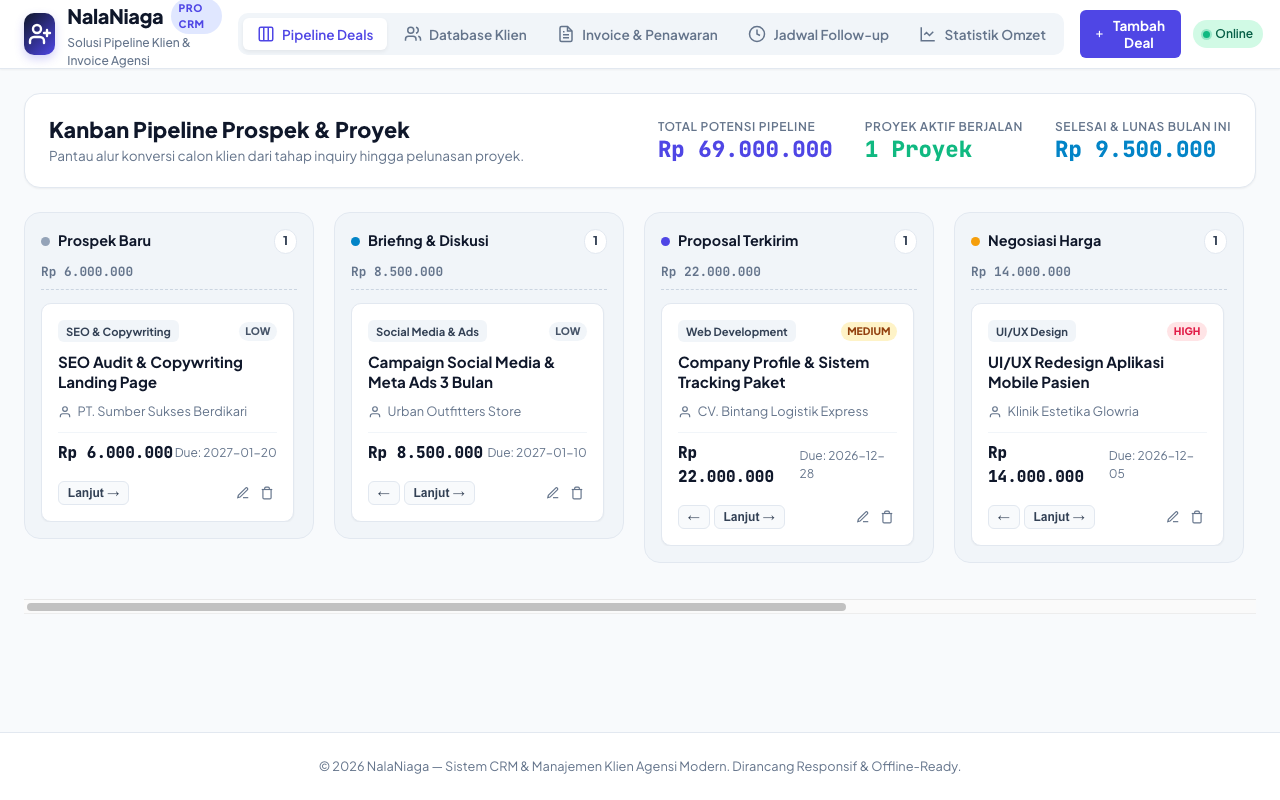 NalaNiaga
PRO
CRM
Solusi Pipeline Klien &
Invoice Agensi
Pipeline Deals
Database Klien
Invoice & Penawaran
Jadwal Follow-up
Statistik Omzet
+ Tambah
Deal
Online
Kanban Pipeline Prospek & Proyek
Pantau alur konversi calon klien dari tahap inquiry hingga pelunasan proyek.
TOTAL POTENSI PIPELINE
Rp 69.000.000
PROYEK AKTIF BERJALAN
1 Proyek
SELESAI & LUNAS BULAN INI
Rp 9.500.000
Prospek Baru
1
Rp 6.000.000
SEO & Copywriting
LOW
SEO Audit & Copywriting
Landing Page
PT. Sumber Sukses Berdikari
Rp 6.000.000
Due: 2027-01-20
Lanjut →
Briefing & Diskusi
1
Rp 8.500.000
Social Media & Ads
LOW
Campaign Social Media &
Meta Ads 3 Bulan
Urban Outfitters Store
Rp 8.500.000
Due: 2027-01-10
←
Lanjut →
Proposal Terkirim
1
Rp 22.000.000
Web Development
MEDIUM
Company Profile & Sistem
Tracking Paket
CV. Bintang Logistik Express
Rp
22.000.000
Due: 2026-12-
28
←
Lanjut →
Negosiasi Harga
1
Rp 14.000.000
UI/UX Design
HIGH
UI/UX Redesign Aplikasi
Mobile Pasien
Klinik Estetika Glowria
Rp
14.000.000
Due: 2026-12-
05
←
Lanjut →
© 2026 NalaNiaga — Sistem CRM & Manajemen Klien Agensi Modern. Dirancang Responsif & Offline-Ready.